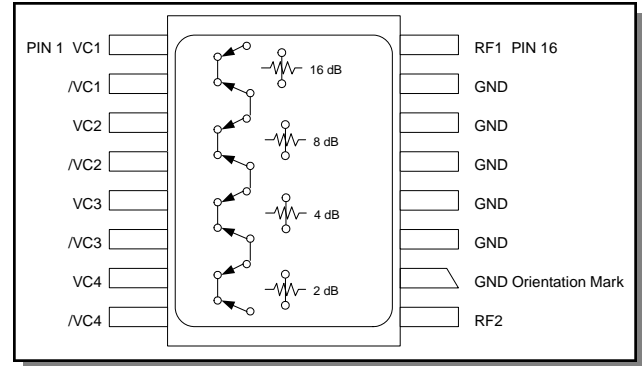 PIN 1 VC1
/VC1
VC2
/VC2
VC3
/VC3
VC4
/VC4
16 dB
8 dB
4 dB
2 dB
RF1 PIN 16
GND
GND
GND
GND
GND
GND Orientation Mark
RF2